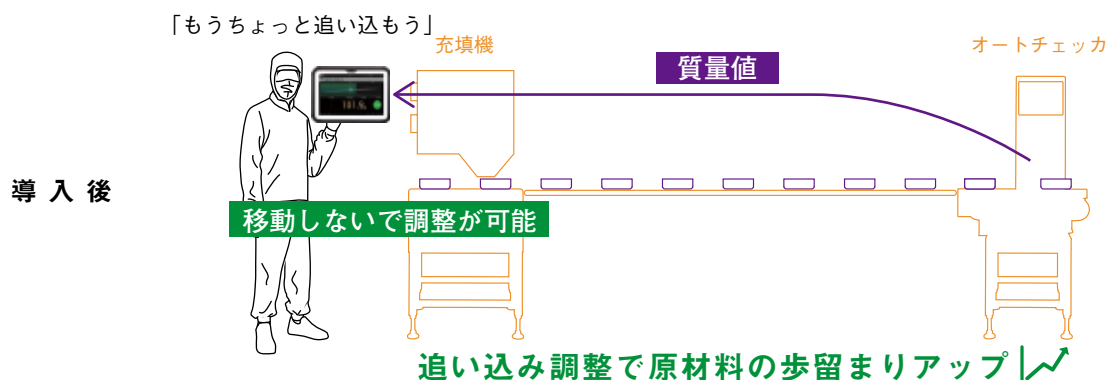 「もうちょっと追い込もう」
充填機
オートチェッカ
質量値
導入後
移動しないで調整が可能
追い込み調整で原材料の歩留まりアップ